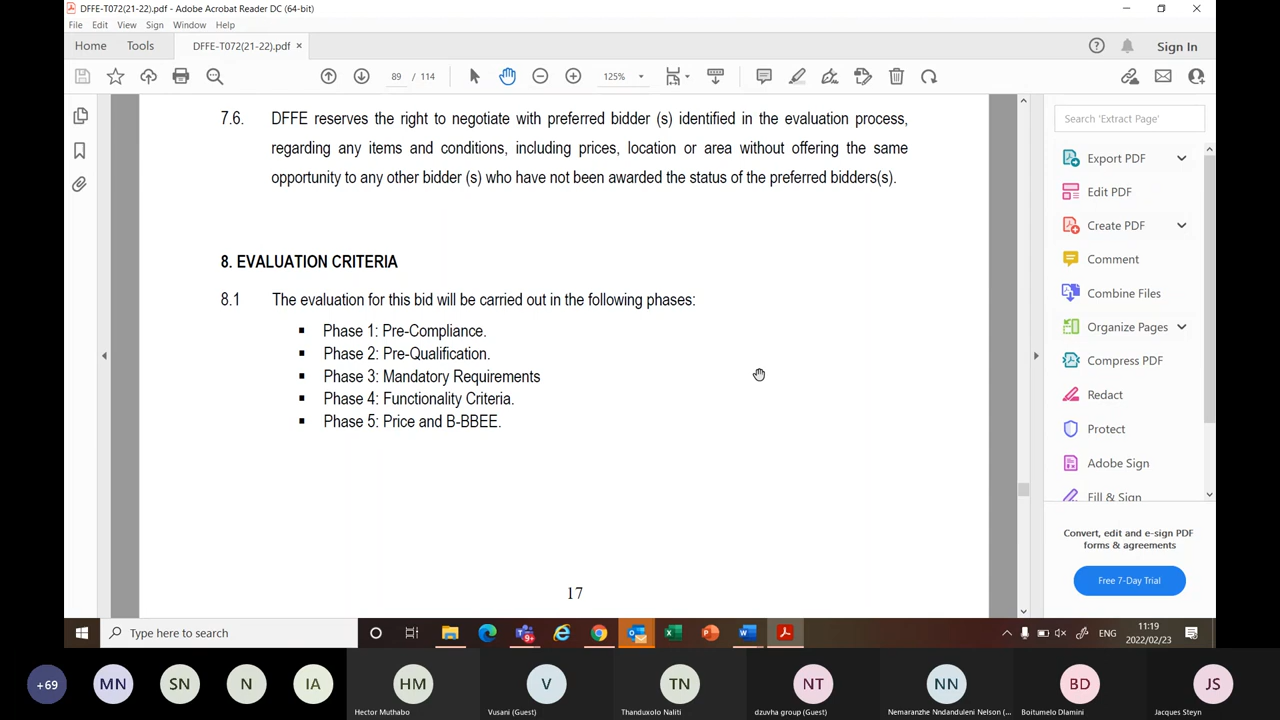 DFFE-T072(21-22).pdf - Adobe Acrobat Reader DC (64-bit)
File Edit View Sign Window Help
Home Tools DFFE-T072(21-22).pdf × Sign In
89 / 114 125%
7.6. DFFE reserves the right to negotiate with preferred bidder (s) identified in the evaluation process,
regarding any items and conditions, including prices, location or area without offering the same
opportunity to any other bidder (s) who have not been awarded the status of the preferred bidders(s).
8. EVALUATION CRITERIA
8.1 The evaluation for this bid will be carried out in the following phases:
▪ Phase 1: Pre-Compliance.
▪ Phase 2: Pre-Qualification.
▪ Phase 3: Mandatory Requirements
▪ Phase 4: Functionality Criteria.
▪ Phase 5: Price and B-BBEE.
17
Search 'Extract Page'
Export PDF
Edit PDF
Create PDF
Comment
Combine Files
Organize Pages
Compress PDF
Redact
Protect
Adobe Sign
Fill & Sign
Convert, edit and e-sign PDF
forms & agreements
Free 7-Day Trial
Type here to search
ENG
11:19
2022/02/23
+69 MN SN N IA HM V TN NT NN BD JS
Hector Muthabo Vusani (Guest) Thanduxolo Naliti dzuvha group (Guest) Nemaranzhe Nndanduleni Nelson (... Boitumelo Dlamini Jacques Steyn